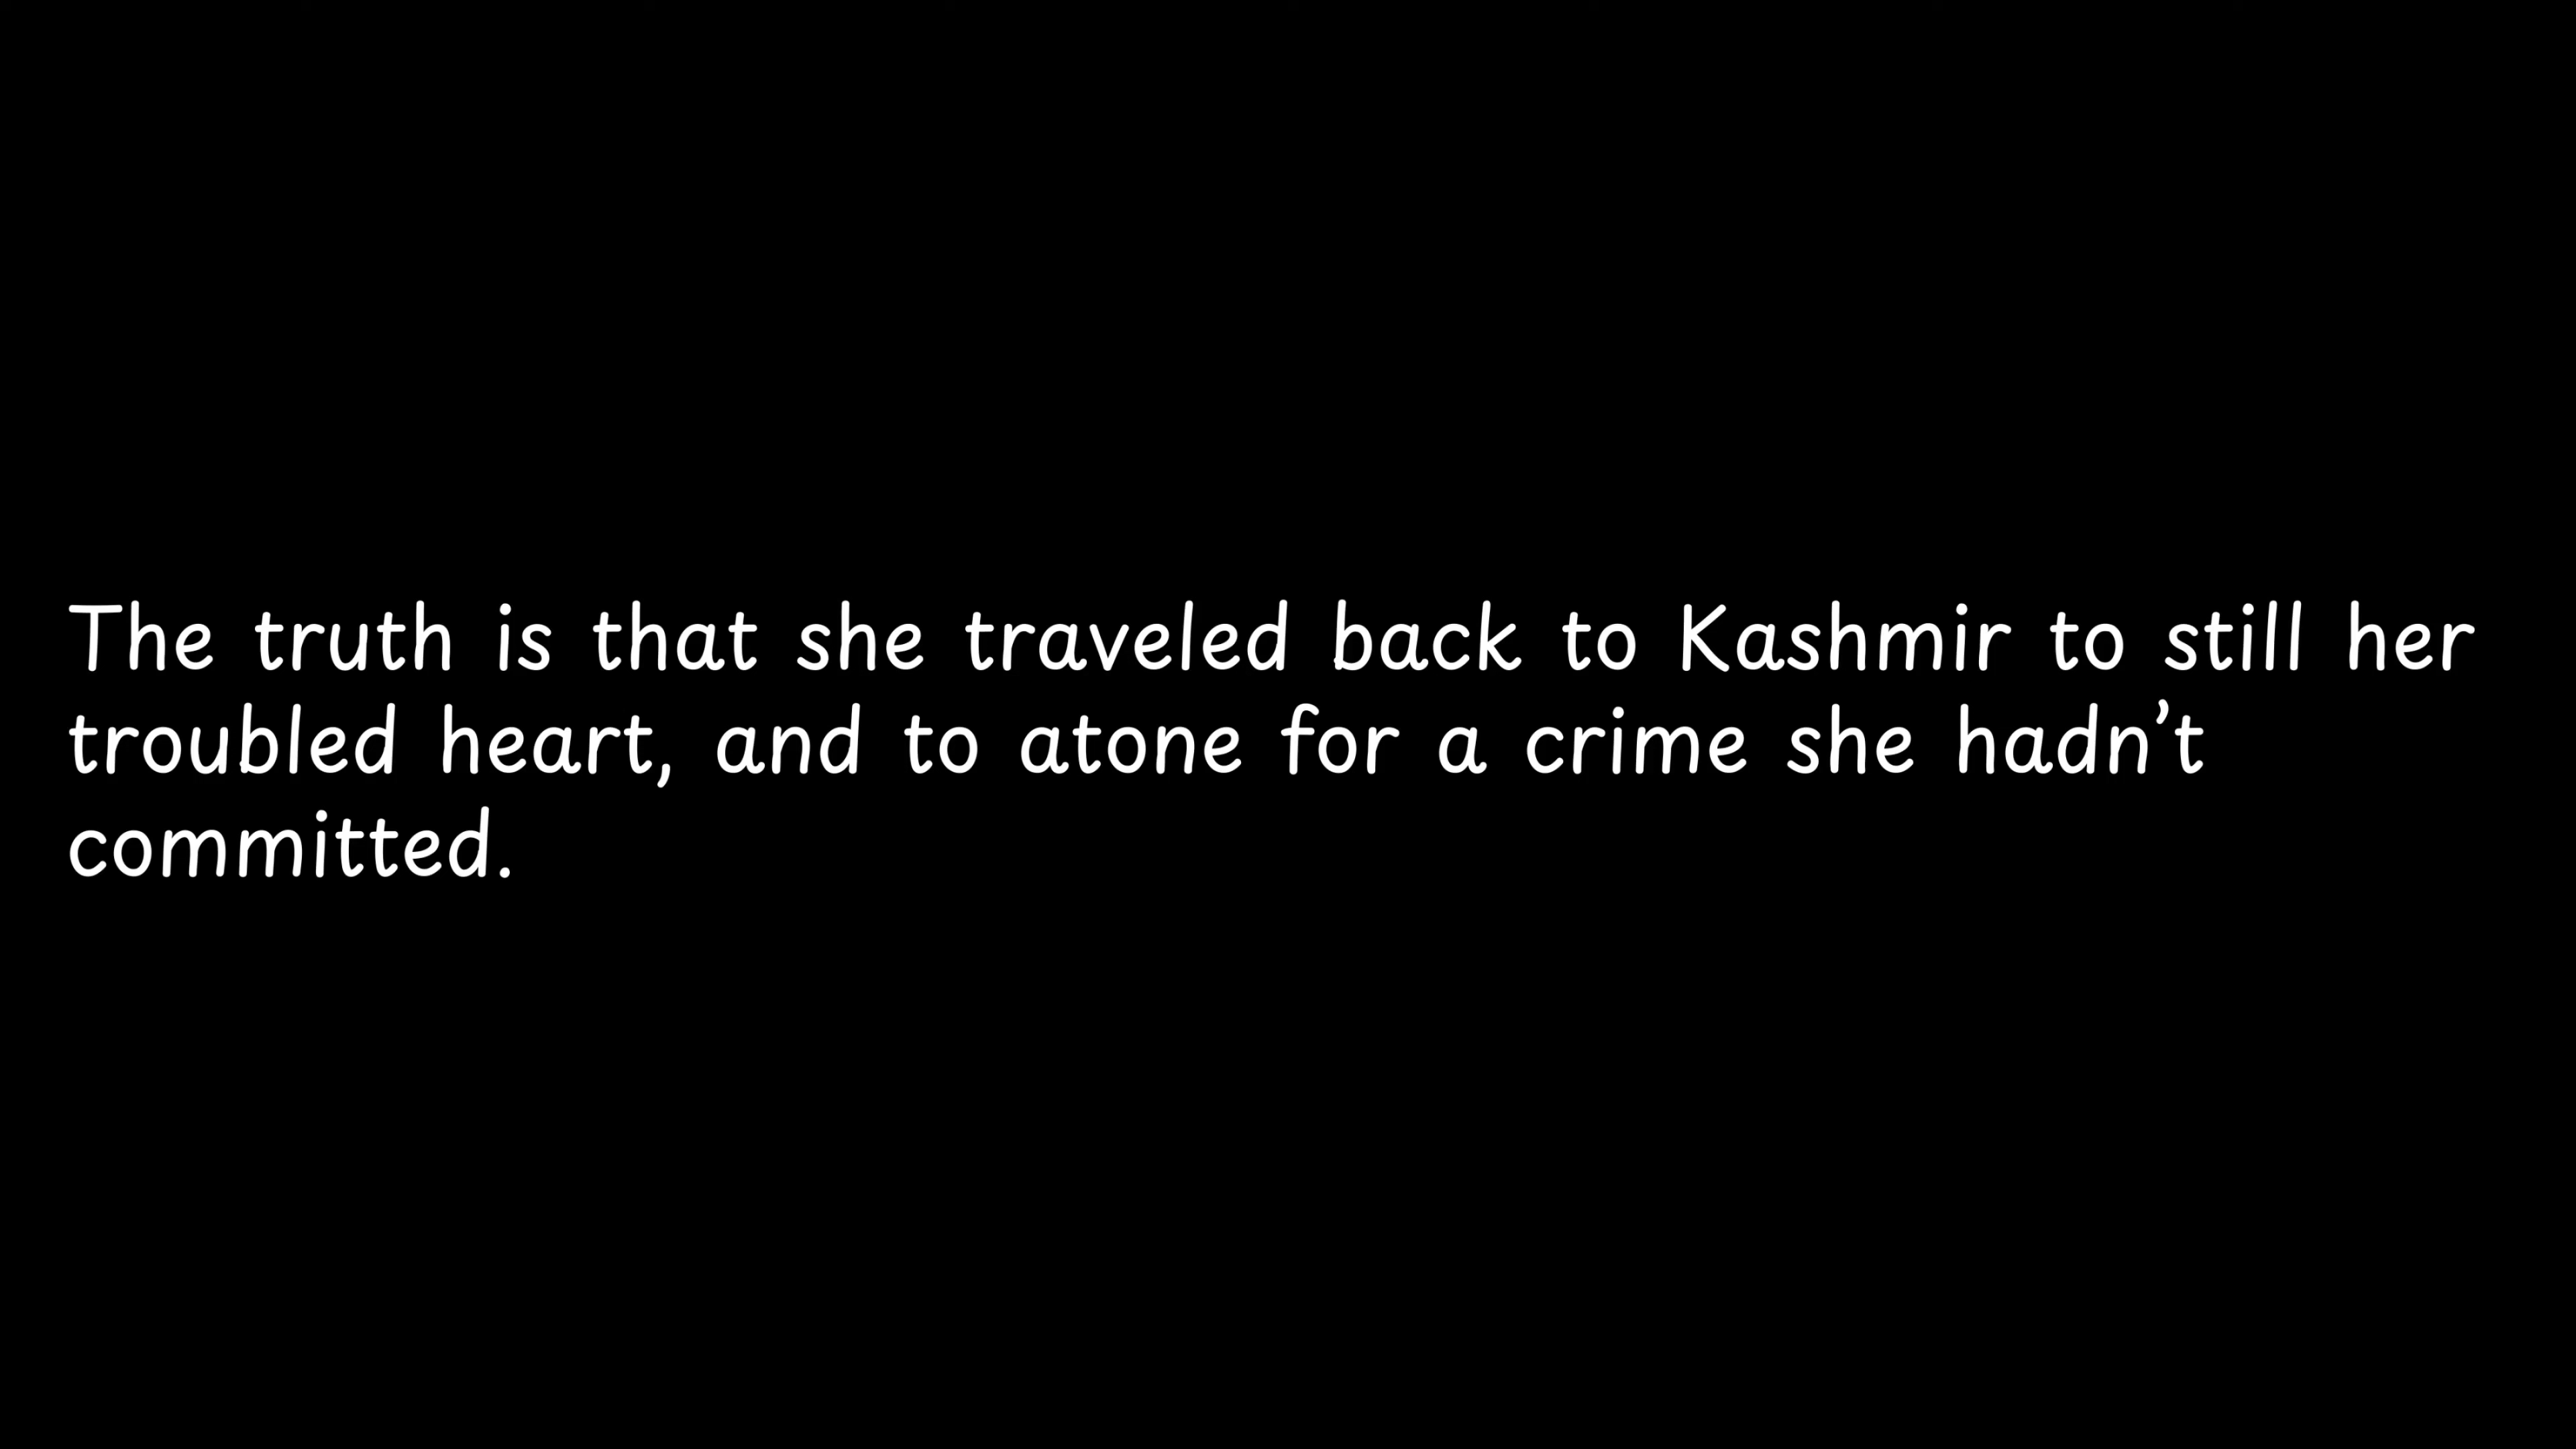 The truth is that she traveled back to Kashmir to still her
troubled heart, and to atone for a crime she hadn’t
committed.